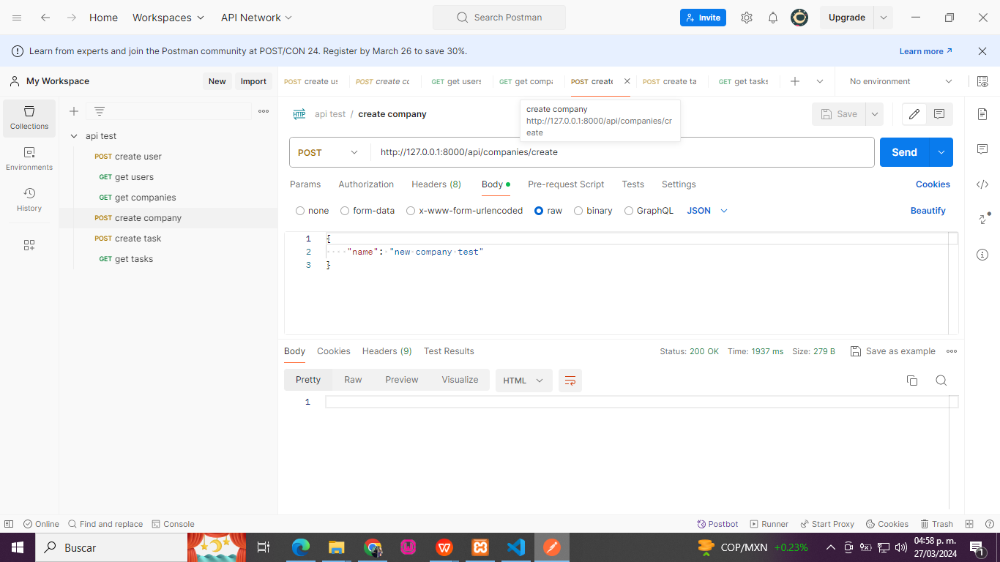 Home Workspaces API Network Search Postman Invite Upgrade
Learn from experts and join the Postman community at POST/CON 24. Register by March 26 to save 30%. Learn more
My Workspace New Import
POST create us POST create co GET get users GET get compa POST create POST create ta GET get tasks No environment
Collections
Environments
History
api test
POST create user
GET get users
GET get companies
POST create company
POST create task
GET get tasks
HTTP api test / create company Save
create company
http://127.0.0.1:8000/api/companies/cr
eate
POST http://127.0.0.1:8000/api/companies/create Send
Params Authorization Headers (8) Body Pre-request Script Tests Settings Cookies
none form-data x-www-form-urlencoded raw binary GraphQL JSON Beautify
1 {
2 "name": "new company test"
3 }
Body Cookies Headers (9) Test Results Status: 200 OK Time: 1937 ms Size: 279 B Save as example
Pretty Raw Preview Visualize HTML
1
Online Find and replace Console Postbot Runner Start Proxy Cookies Trash
Buscar COP/MXN +0.23% 04:58 p. m.
27/03/2024
1